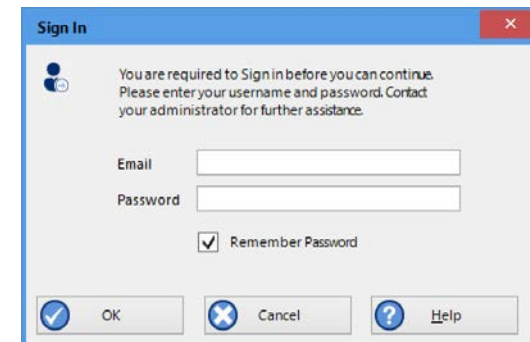 Sign In
You are required to Sign in before you can continue.
Please enter your username and password. Contact
your administrator for further assistance.
Email
Password
Remember Password
OK
Cancel
Help